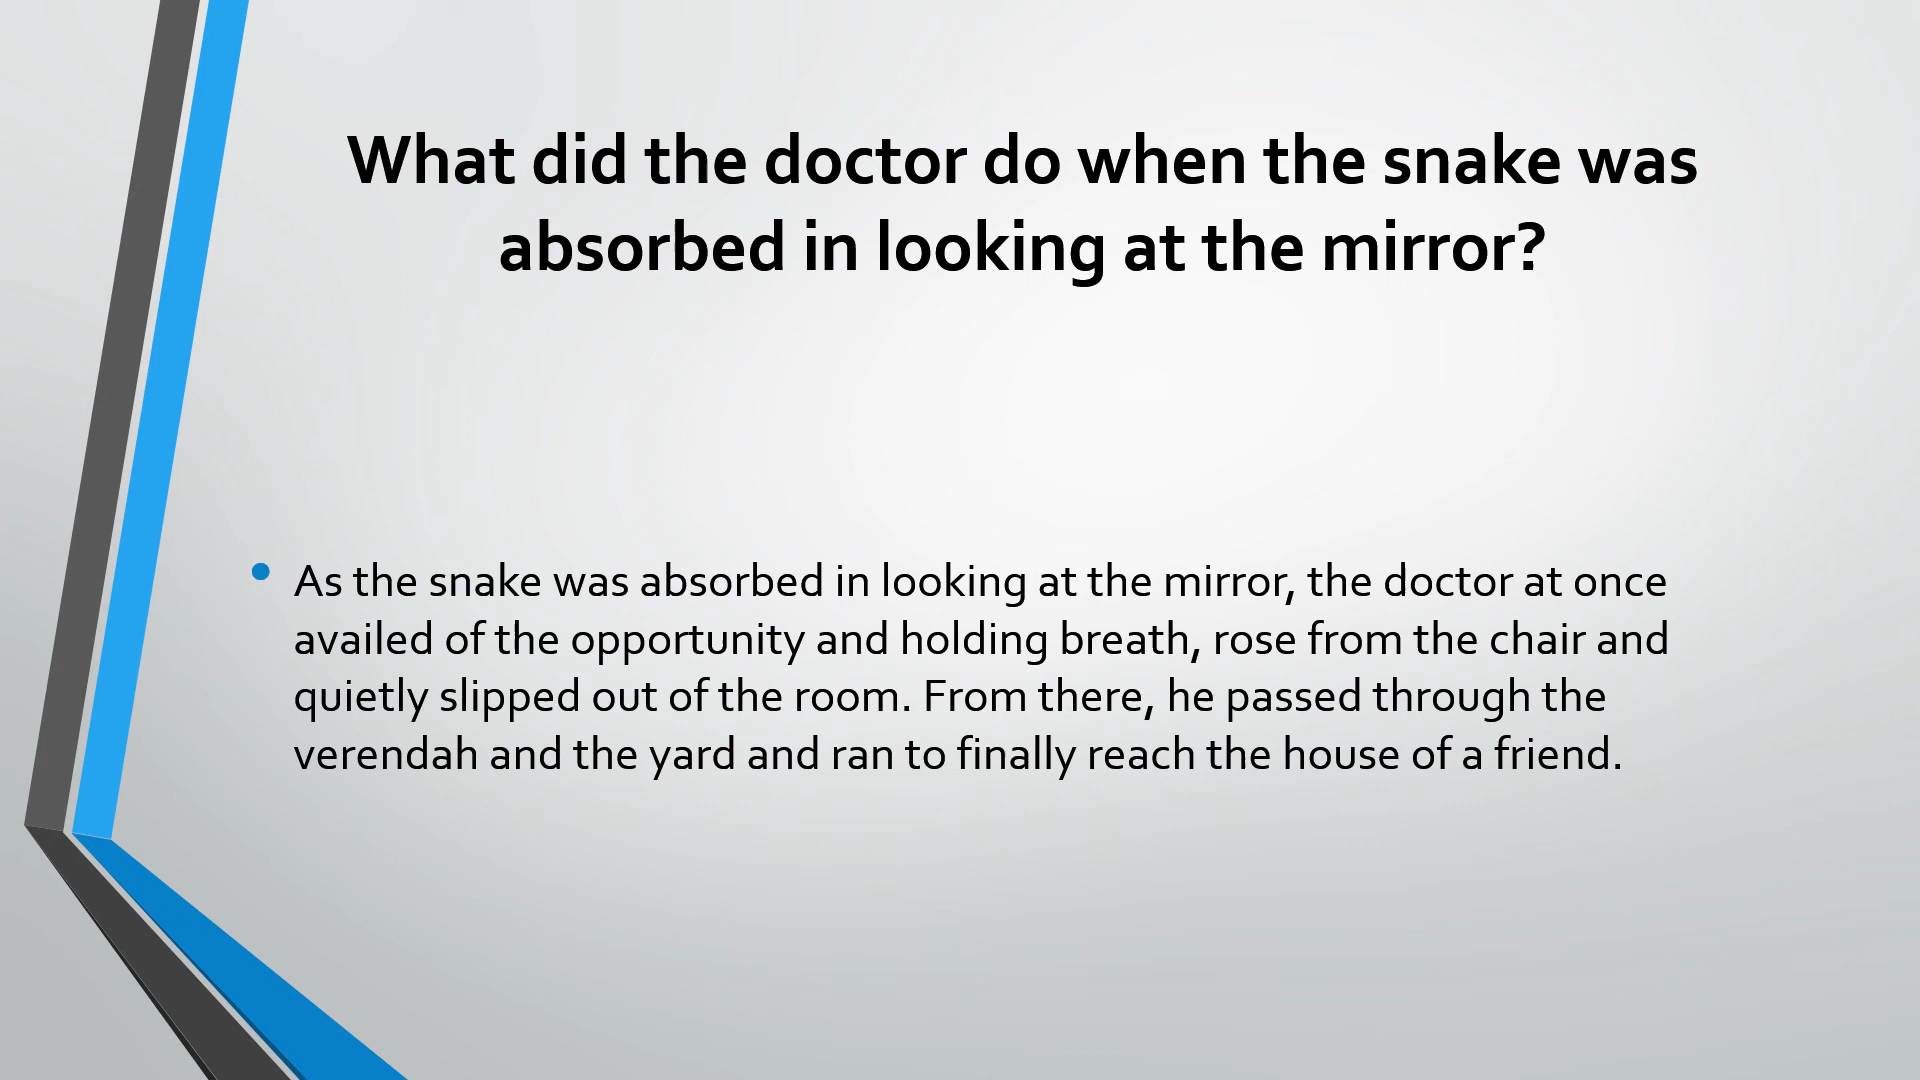 What did the doctor do when the snake was
absorbed in looking at the mirror?
• As the snake was absorbed in looking at the mirror, the doctor at once
availed of the opportunity and holding breath, rose from the chair and
quietly slipped out of the room. From there, he passed through the
verendah and the yard and ran to finally reach the house of a friend.